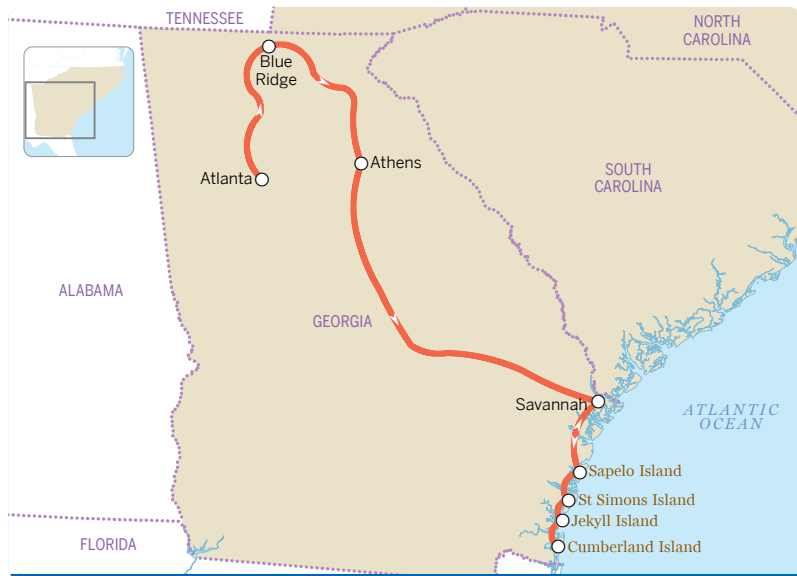 TENNESSEE
NORTH
CAROLINA
Blue
Ridge
Athens
Atlanta
SOUTH
CAROLINA
ALABAMA
GEORGIA
Savannah
ATLANTIC
OCEAN
Sapelo Island
St Simons Island
Jekyll Island
FLORIDA
Cumberland Island